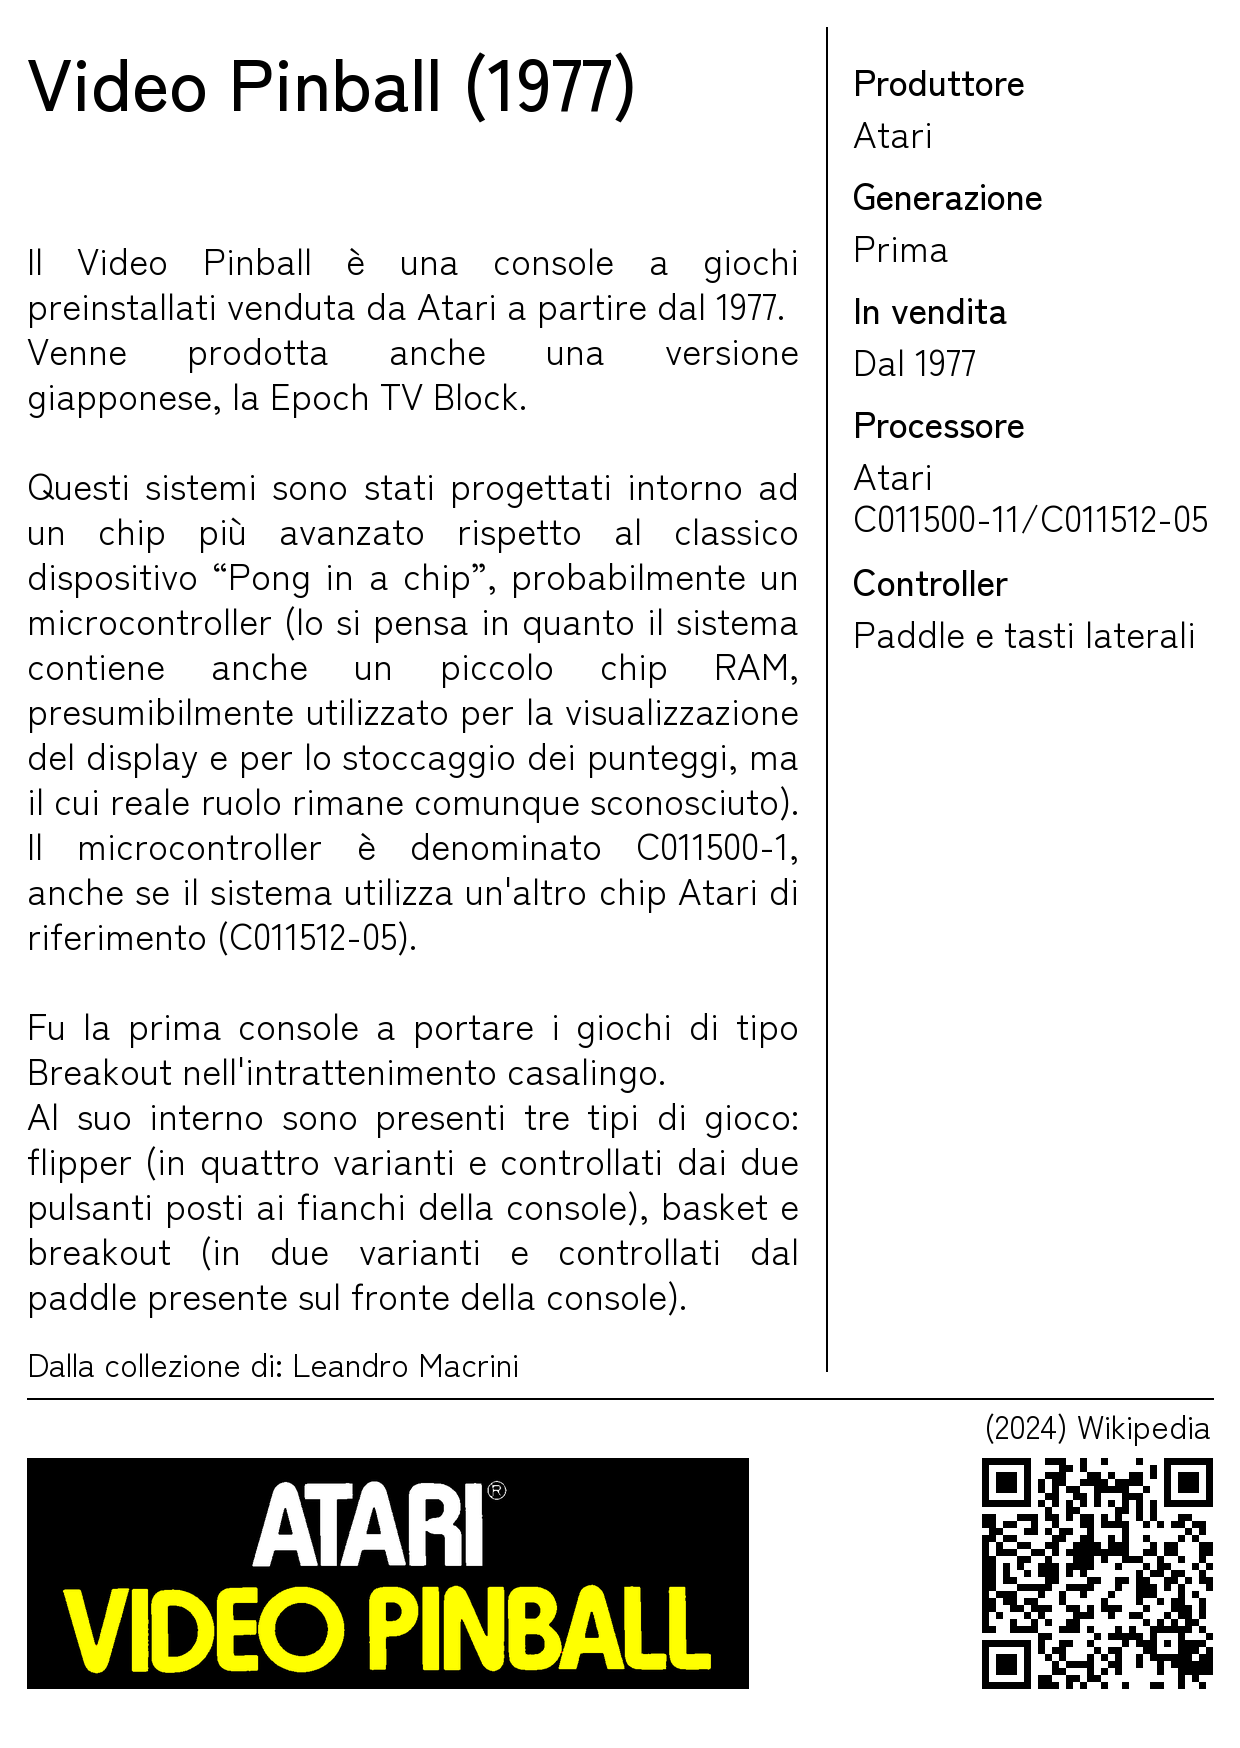 Video Pinball (1977)
Il Video Pinball è una console a giochi
preinstallati venduta da Atari a partire dal 1977.
Venne prodotta anche una versione
giapponese, la Epoch TV Block.
Questi sistemi sono stati progettati intorno ad
un chip più avanzato rispetto al classico
dispositivo “Pong in a chip”, probabilmente un
microcontroller (lo si pensa in quanto il sistema
contiene anche un piccolo chip RAM,
presumibilmente utilizzato per la visualizzazione
del display e per lo stoccaggio dei punteggi, ma
il cui reale ruolo rimane comunque sconosciuto).
Il microcontroller è denominato C011500-1,
anche se il sistema utilizza un'altro chip Atari di
riferimento (C011512-05).
Fu la prima console a portare i giochi di tipo
Breakout nell'intrattenimento casalingo.
Al suo interno sono presenti tre tipi di gioco:
flipper (in quattro varianti e controllati dai due
pulsanti posti ai fianchi della console), basket e
breakout (in due varianti e controllati dal
paddle presente sul fronte della console).
Dalla collezione di: Leandro Macrini
Produttore
Atari
Generazione
Prima
In vendita
Dal 1977
Processore
Atari
C011500-11/C011512-05
Controller
Paddle e tasti laterali
(2024) Wikipedia
ATARI®
VIDEO PINBALL